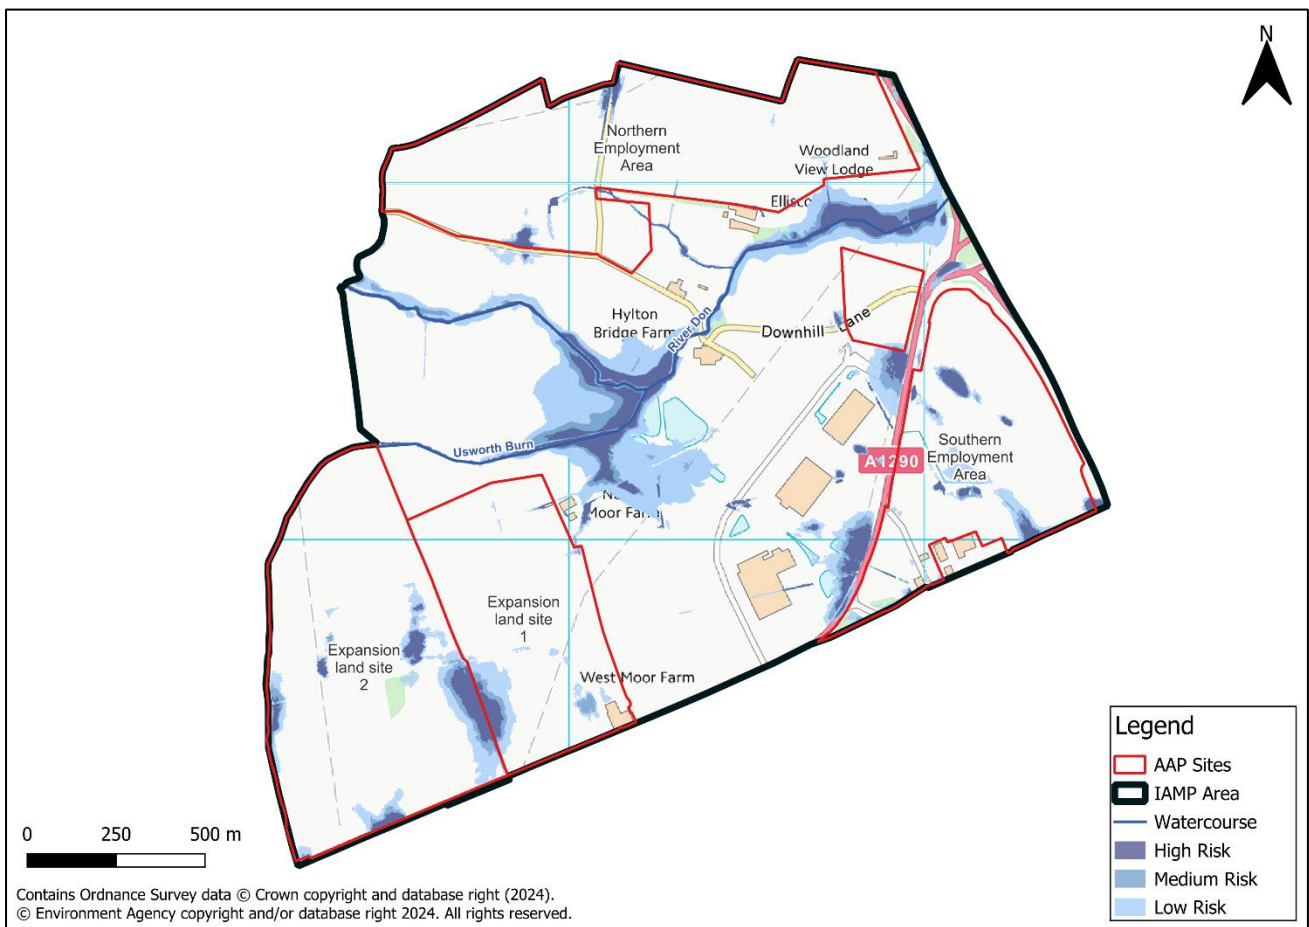 N
Northern
Employment
Area
Woodland
View Lodge
Hylton
Bridge Farm
River Don
Downhill Lane
Usworth Burn
A1290
Southern
Employment
Area
Moor Farm
Expansion
land site
1
Expansion
land site
2
West Moor Farm
Legend
AAP Sites
IAMP Area
Watercourse
High Risk
Medium Risk
Low Risk
0 250 500 m
Contains Ordnance Survey data © Crown copyright and database right (2024).
© Environment Agency copyright and/or database right 2024. All rights reserved.